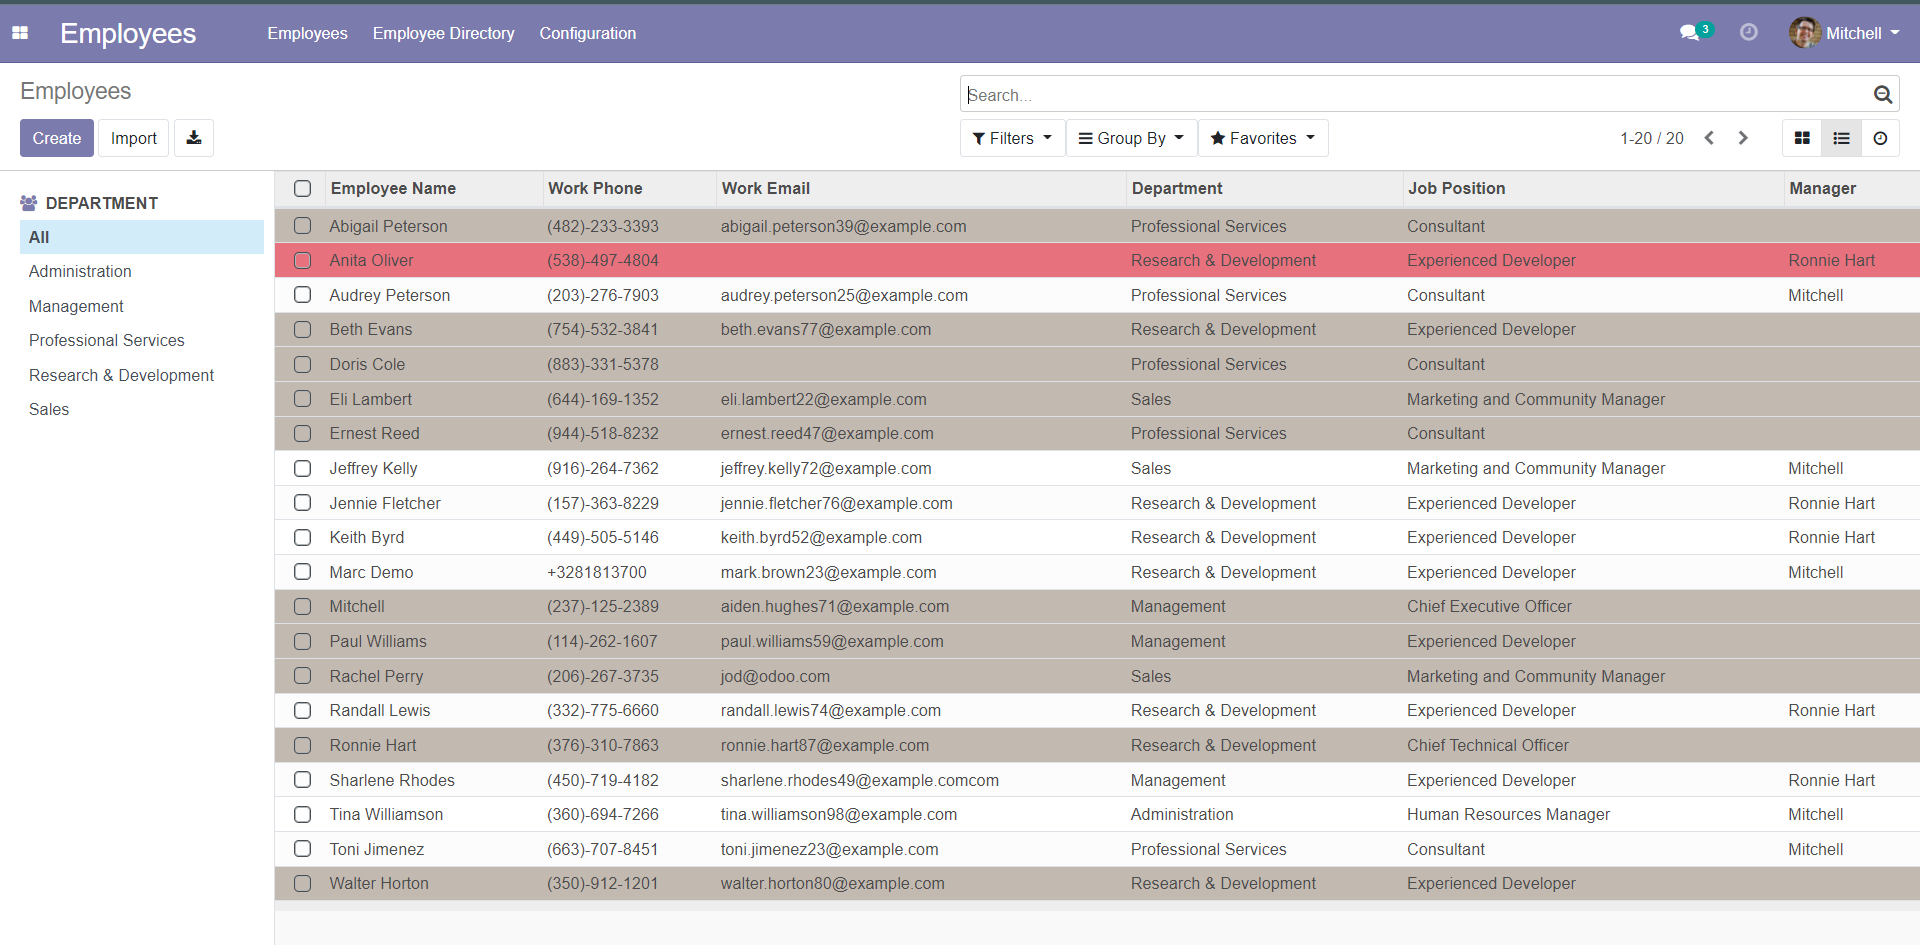 Employees Employees Employee Directory Configuration 3 Mitchell
Employees
Search...
Create Import Filters Group By Favorites 1-20 / 20
DEPARTMENT
All
Administration
Management
Professional Services
Research & Development
Sales
Employee Name Work Phone Work Email Department Job Position Manager
Abigail Peterson (482)-233-3393 abigail.peterson39@example.com Professional Services Consultant
Anita Oliver (538)-497-4804 Research & Development Experienced Developer Ronnie Hart
Audrey Peterson (203)-276-7903 audrey.peterson25@example.com Professional Services Consultant Mitchell
Beth Evans (754)-532-3841 beth.evans77@example.com Research & Development Experienced Developer
Doris Cole (883)-331-5378 Professional Services Consultant
Eli Lambert (644)-169-1352 eli.lambert22@example.com Sales Marketing and Community Manager
Ernest Reed (944)-518-8232 ernest.reed47@example.com Professional Services Consultant
Jeffrey Kelly (916)-264-7362 jeffrey.kelly72@example.com Sales Marketing and Community Manager Mitchell
Jennie Fletcher (157)-363-8229 jennie.fletcher76@example.com Research & Development Experienced Developer Ronnie Hart
Keith Byrd (449)-505-5146 keith.byrd52@example.com Research & Development Experienced Developer Ronnie Hart
Marc Demo +3281813700 mark.brown23@example.com Research & Development Experienced Developer Mitchell
Mitchell (237)-125-2389 aiden.hughes71@example.com Management Chief Executive Officer
Paul Williams (114)-262-1607 paul.williams59@example.com Management Experienced Developer
Rachel Perry (206)-267-3735 jod@odoo.com Sales Marketing and Community Manager
Randall Lewis (332)-775-6660 randall.lewis74@example.com Research & Development Experienced Developer Ronnie Hart
Ronnie Hart (376)-310-7863 ronnie.hart87@example.com Research & Development Chief Technical Officer
Sharlene Rhodes (450)-719-4182 sharlene.rhodes49@example.comcom Management Experienced Developer Ronnie Hart
Tina Williamson (360)-694-7266 tina.williamson98@example.com Administration Human Resources Manager Mitchell
Toni Jimenez (663)-707-8451 toni.jimenez23@example.com Professional Services Consultant Mitchell
Walter Horton (350)-912-1201 walter.horton80@example.com Research & Development Experienced Developer